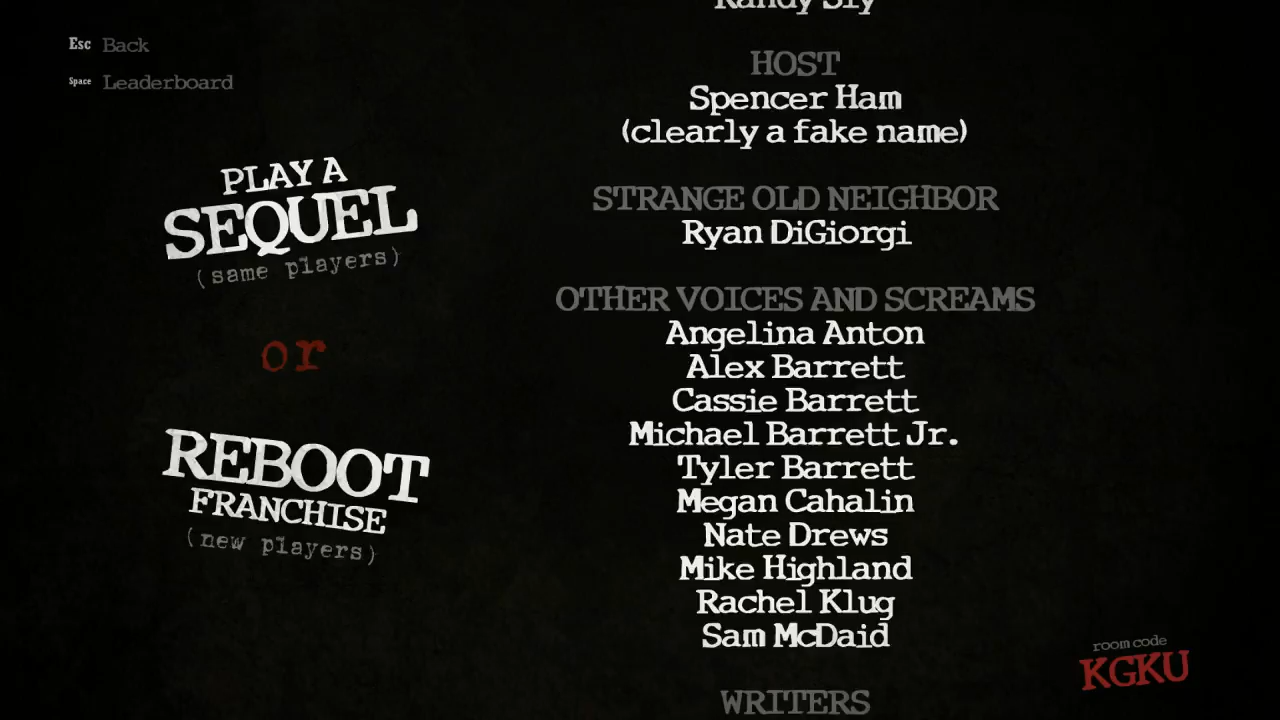 Randy Sly
Esc Back
Space Leaderboard
PLAY A
SEQUEL
(same players)
or
REBOOT
FRANCHISE
(new players)
HOST
Spencer Ham
(clearly a fake name)
STRANGE OLD NEIGHBOR
Ryan DiGiorgi
OTHER VOICES AND SCREAMS
Angelina Anton
Alex Barrett
Cassie Barrett
Michael Barrett Jr.
Tyler Barrett
Megan Cahalin
Nate Drews
Mike Highland
Rachel Klug
Sam McDaid
WRITERS
room code
KGKU